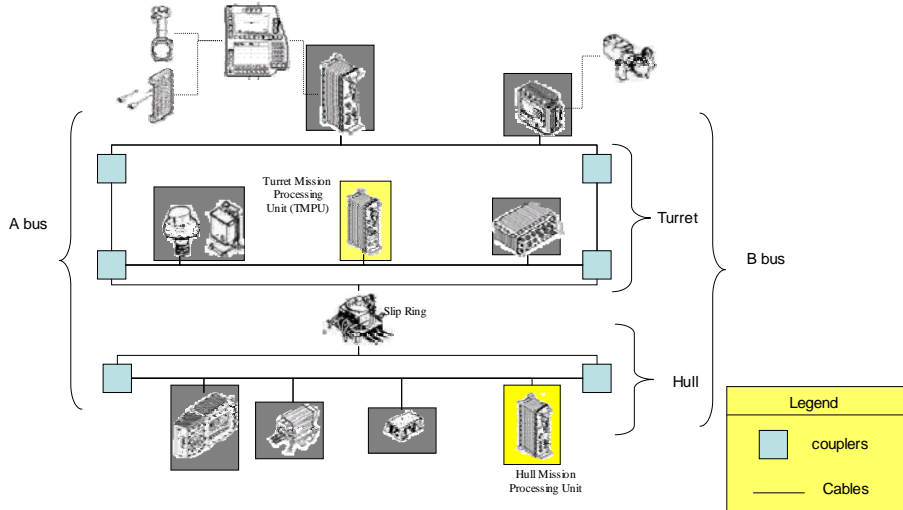 Turret Mission
Processing
Unit (TMPU)
A bus
Turret
B bus
Slip Ring
Hull
Legend
couplers
Cables
Hull Mission
Processing Unit